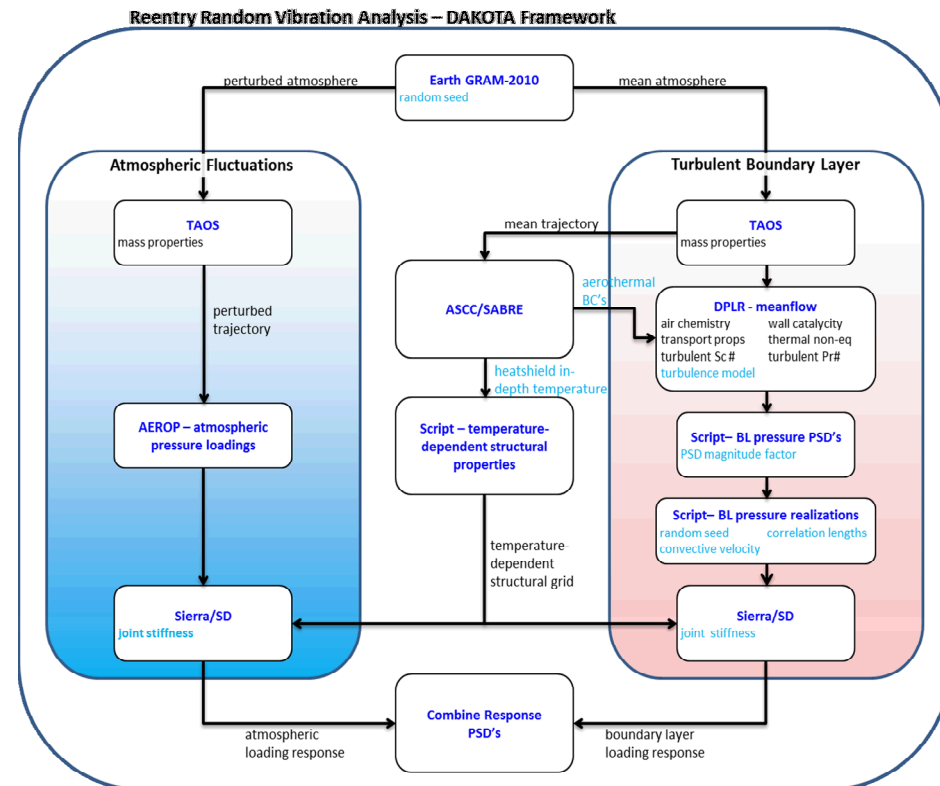 Reentry Random Vibration Analysis – DAKOTA Framework
perturbed atmosphere
Earth GRAM-2010
random seed
mean atmosphere
Atmospheric Fluctuations
Turbulent Boundary Layer
TAOS
mass properties
mean trajectory
TAOS
mass properties
perturbed
trajectory
ASCC/SABRE
aerothermal
BC's
DPLR - meanflow
air chemistry wall catalycity
transport props thermal non-eq
turbulent Sc # turbulent Pr#
turbulence model
heatshield in-
depth temperature
AEROP – atmospheric
pressure loadings
Script – temperature-
dependent structural
properties
Script– BL pressure PSD's
PSD magnitude factor
Script– BL pressure realizations
random seed correlation lengths
convective velocity
temperature-
dependent
structural grid
Sierra/SD
joint stiffness
Sierra/SD
joint stiffness
Combine Response
PSD's
atmospheric
loading response
boundary layer
loading response